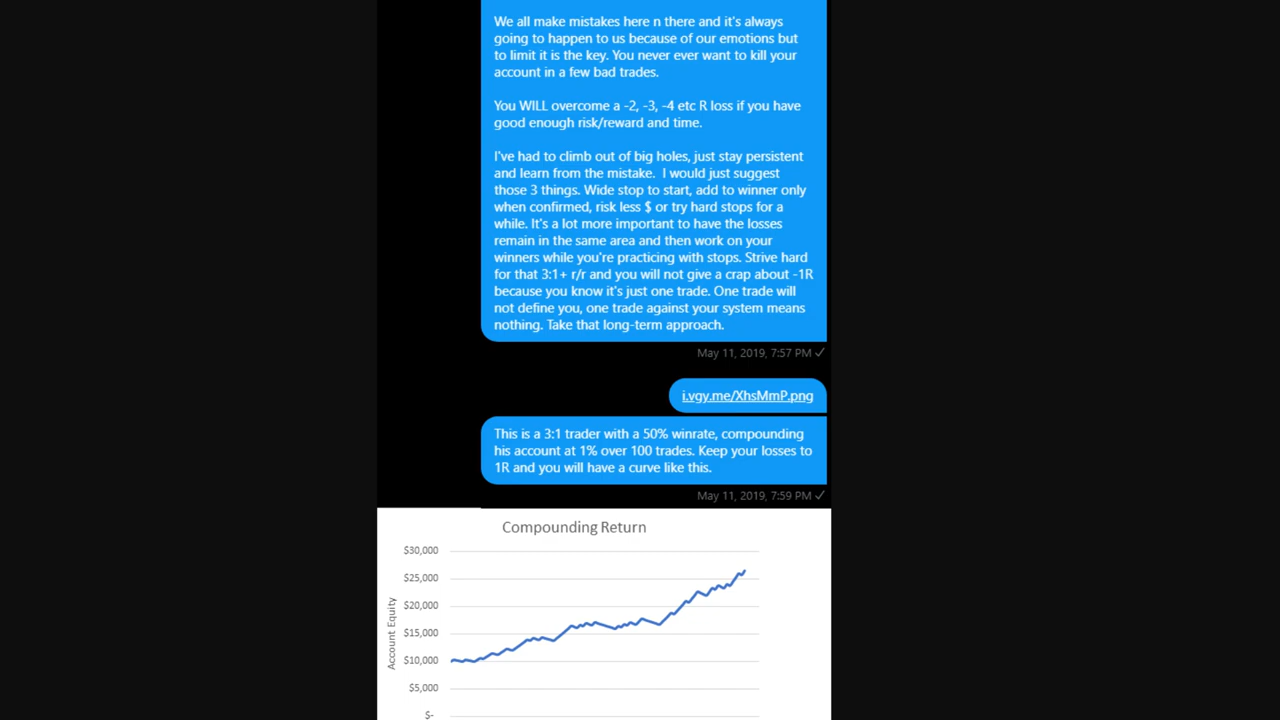 We all make mistakes here n there and it's always
going to happen to us because of our emotions but
to limit it is the key. You never ever want to kill your
account in a few bad trades.
You WILL overcome a -2, -3, -4 etc R loss if you have
good enough risk/reward and time.
I've had to climb out of big holes, just stay persistent
and learn from the mistake.  I would just suggest
those 3 things. Wide stop to start, add to winner only
when confirmed, risk less $ or try hard stops for a
while. It's a lot more important to have the losses
remain in the same area and then work on your
winners while you're practicing with stops. Strive hard
for that 3:1+ r/r and you will not give a crap about -1R
because you know it's just one trade. One trade will
not define you, one trade against your system means
nothing. Take that long-term approach.
May 11, 2019, 7:57 PM ✓
i.vgy.me/XhsMmP.png
This is a 3:1 trader with a 50% winrate, compounding
his account at 1% over 100 trades. Keep your losses to
1R and you will have a curve like this.
May 11, 2019, 7:59 PM ✓
Compounding Return
$30,000
$25,000
$20,000
$15,000
$10,000
$5,000
$-
Account Equity